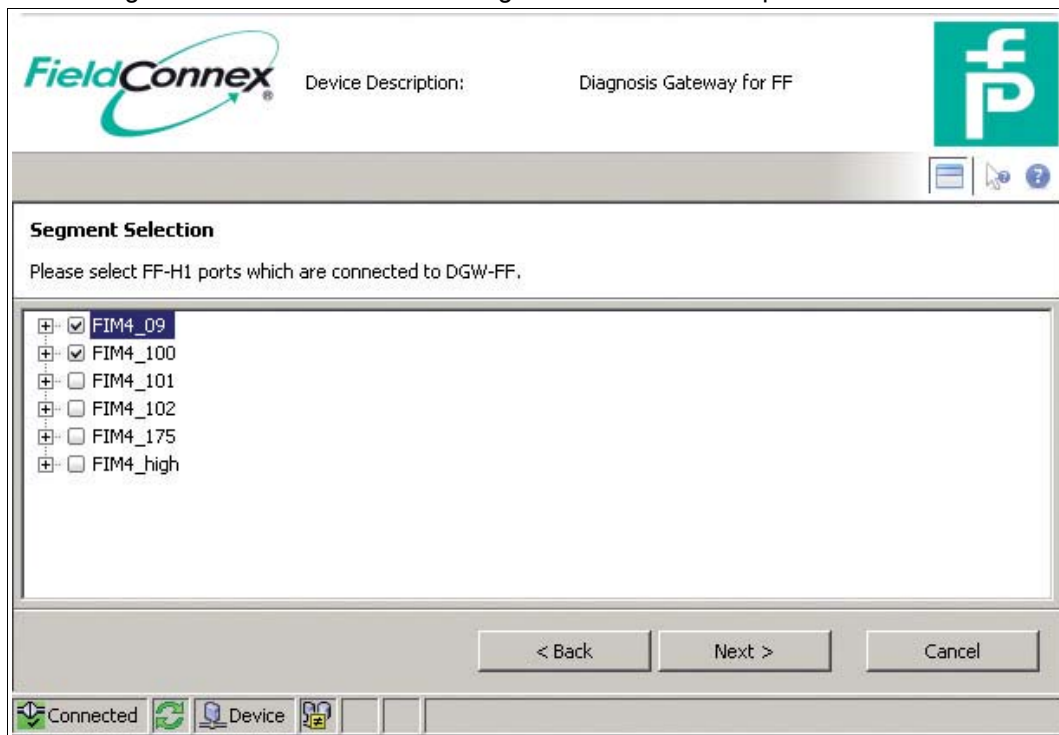 FieldConnex®
Device Description: Diagnosis Gateway for FF
Segment Selection
Please select FF-H1 ports which are connected to DGW-FF.
FIM4_09
FIM4_100
FIM4_101
FIM4_102
FIM4_175
FIM4_high
< Back Next > Cancel
Connected Device